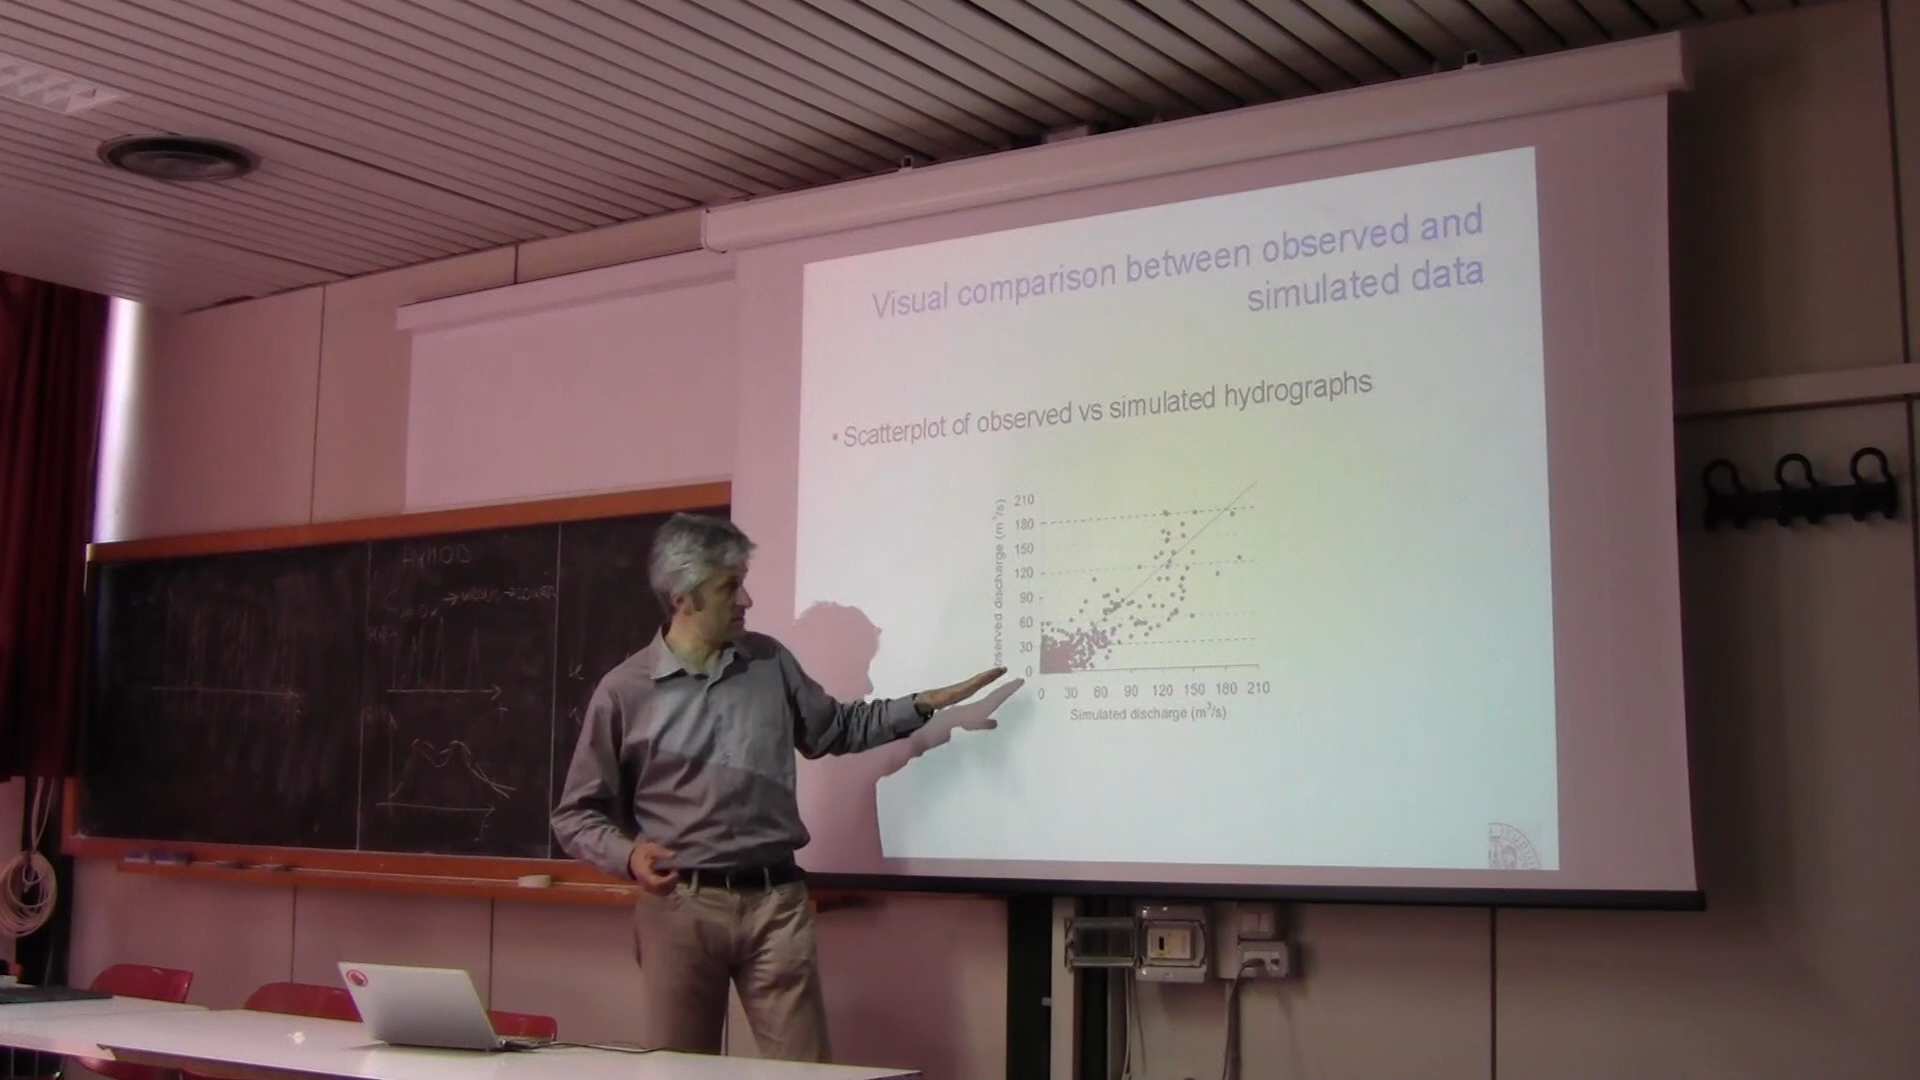 Visual comparison between observed and
simulated data
• Scatterplot of observed vs simulated hydrographs
210
180
150
120
90
60
30
0
discharge (m³/s)
0 30 60 90 120 150 180 210
Simulated discharge (m³/s)
HYMOD